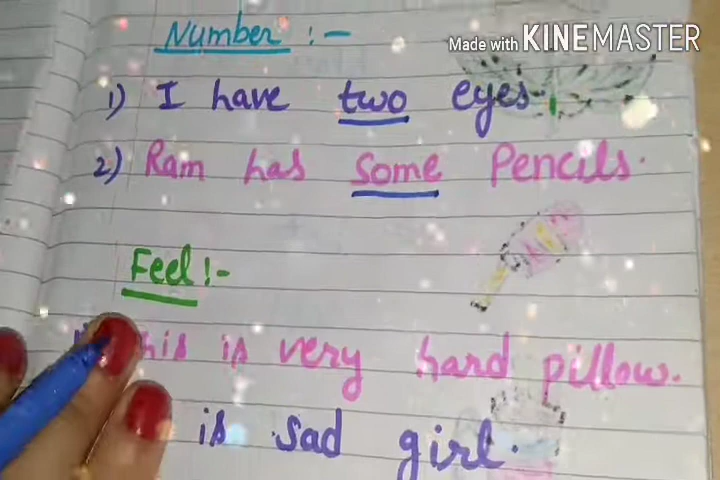 Made with KINEMASTER
Number :-
1) I have two eyes.
2) Ram has some Pencils.
Feel :-
is very hard pillow.
is sad girl.